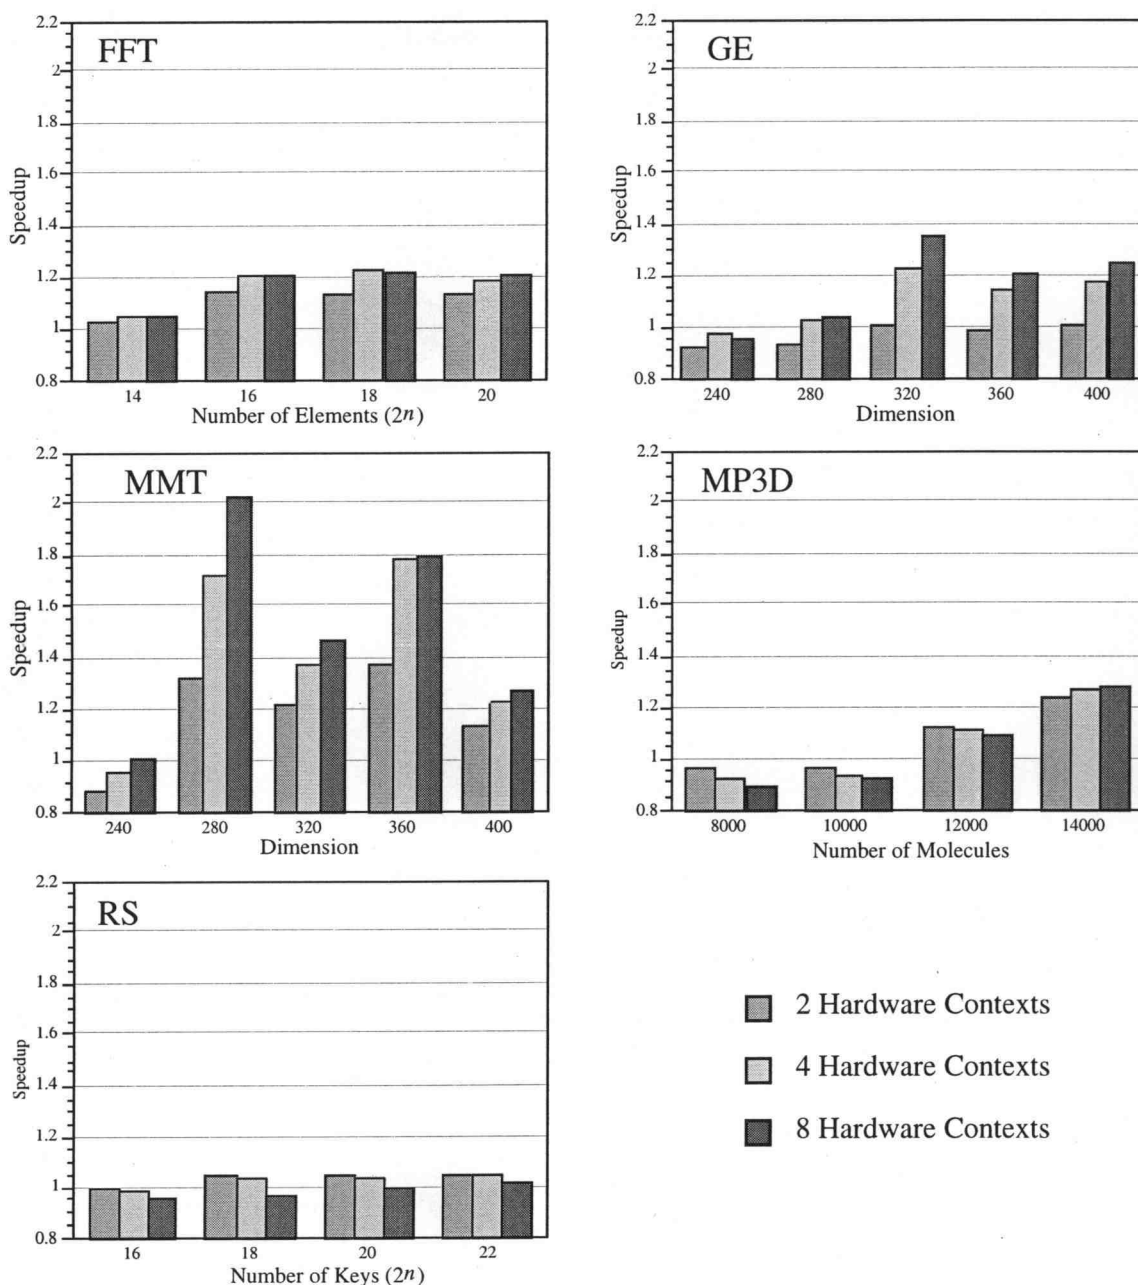 FFT
Speedup
2.2
2
1.8
1.6
1.4
1.2
1
0.8
14 16 18 20
Number of Elements (2n)
GE
Speedup
2.2
2
1.8
1.6
1.4
1.2
1
0.8
240 280 320 360 400
Dimension
MMT
Speedup
2.2
2
1.8
1.6
1.4
1.2
1
0.8
240 280 320 360 400
Dimension
MP3D
Speedup
2.2
2
1.8
1.6
1.4
1.2
1
0.8
8000 10000 12000 14000
Number of Molecules
RS
Speedup
2.2
2
1.8
1.6
1.4
1.2
1
0.8
16 18 20 22
Number of Keys (2n)
2 Hardware Contexts
4 Hardware Contexts
8 Hardware Contexts